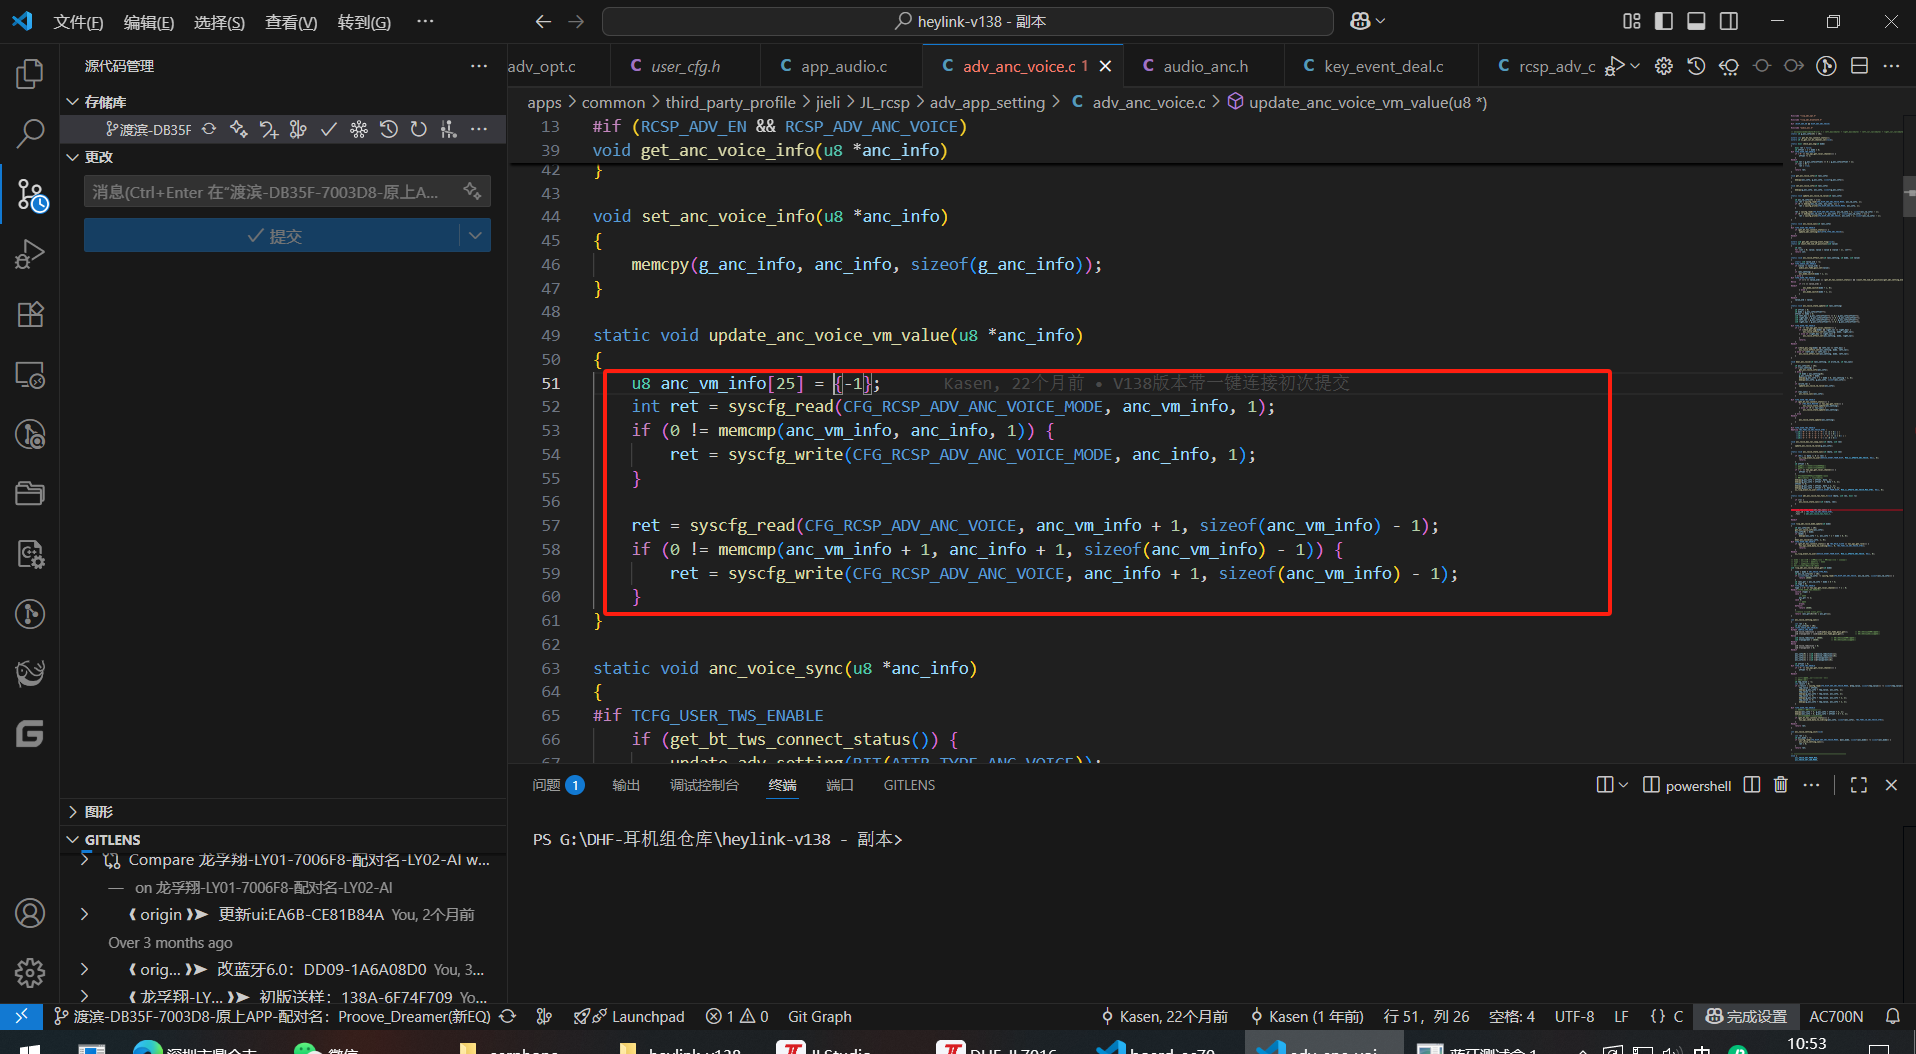 文件(F) 编辑(E) 选择(S) 查看(V) 转到(G) ···
heylink-v138 - 副本
源代码管理
adv_opt.c user_cfg.h app_audio.c adv_anc_voice.c 1 audio_anc.h key_event_deal.c rcsp_adv_c
存储库
apps > common > third_party_profile > jieli > JL_rcsp > adv_app_setting > C adv_anc_voice.c > update_anc_voice_vm_value(u8 *)
渡滨-DB35F
更改
消息(Ctrl+Enter 在"渡滨-DB35F-7003D8-原上A...
提交
13 #if (RCSP_ADV_EN && RCSP_ADV_ANC_VOICE)
39 void get_anc_voice_info(u8 *anc_info)
42 }
43
44 void set_anc_voice_info(u8 *anc_info)
45 {
46 memcpy(g_anc_info, anc_info, sizeof(g_anc_info));
47 }
48
49 static void update_anc_voice_vm_value(u8 *anc_info)
50 {
51 u8 anc_vm_info[25] = {-1}; Kasen, 22个月前 • V138版本带一键连接初次提交
52 int ret = syscfg_read(CFG_RCSP_ADV_ANC_VOICE_MODE, anc_vm_info, 1);
53 if (0 != memcmp(anc_vm_info, anc_info, 1)) {
54 ret = syscfg_write(CFG_RCSP_ADV_ANC_VOICE_MODE, anc_info, 1);
55 }
56
57 ret = syscfg_read(CFG_RCSP_ADV_ANC_VOICE, anc_vm_info + 1, sizeof(anc_vm_info) - 1);
58 if (0 != memcmp(anc_vm_info + 1, anc_info + 1, sizeof(anc_vm_info) - 1)) {
59 ret = syscfg_write(CFG_RCSP_ADV_ANC_VOICE, anc_info + 1, sizeof(anc_vm_info) - 1);
60 }
61 }
62
63 static void anc_voice_sync(u8 *anc_info)
64 {
65 #if TCFG_USER_TWS_ENABLE
66 if (get_bt_tws_connect_status()) {
67 update_adv_setting(BIT(ATTR_TYPE_ANC_VOICE));
问题 1 输出 调试控制台 终端 端口 GITLENS
powershell
PS G:\DHF-耳机组仓库\heylink-v138 - 副本>
图形
GITLENS
Compare 龙孚翔-LY01-7006F8-配对名-LY02-AI w...
— on 龙孚翔-LY01-7006F8-配对名-LY02-AI
origin 更新ui:EA6B-CE81B84A You, 2个月前
Over 3 months ago
orig... 改蓝牙6.0：DD09-1A6A08D0 You, 3...
龙孚翔-LY... 初版送样：138A-6F74F709 Yo...
渡滨-DB35F-7003D8-原上APP-配对名：Proove_Dreamer(新EQ) Launchpad 1 0 Git Graph Kasen, 22个月前 Kasen (1 年前) 行 51，列 26 空格: 4 UTF-8 LF {} C 完成设置 AC700N
微信 earphone heylink-v138 JLStudio 10:53